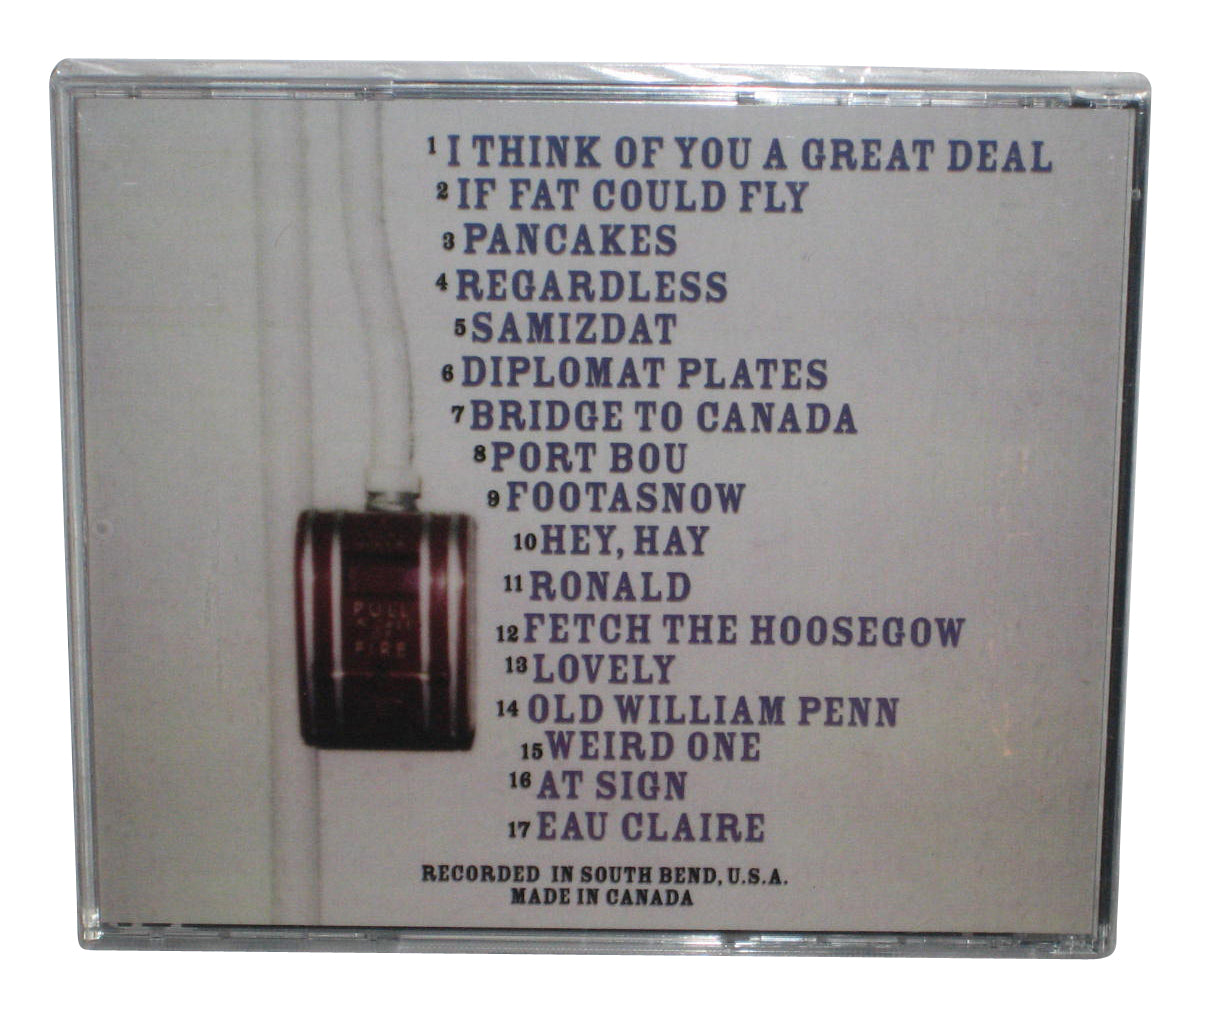 1 I THINK OF YOU A GREAT DEAL
2 IF FAT COULD FLY
3 PANCAKES
4 REGARDLESS
5 SAMIZDAT
6 DIPLOMAT PLATES
7 BRIDGE TO CANADA
8 PORT BOU
9 FOOTASNOW
10 HEY, HAY
11 RONALD
12 FETCH THE HOOSEGOW
13 LOVELY
14 OLD WILLIAM PENN
15 WEIRD ONE
16 AT SIGN
17 EAU CLAIRE
RECORDED IN SOUTH BEND, U.S.A.
MADE IN CANADA
PULL
FIRE